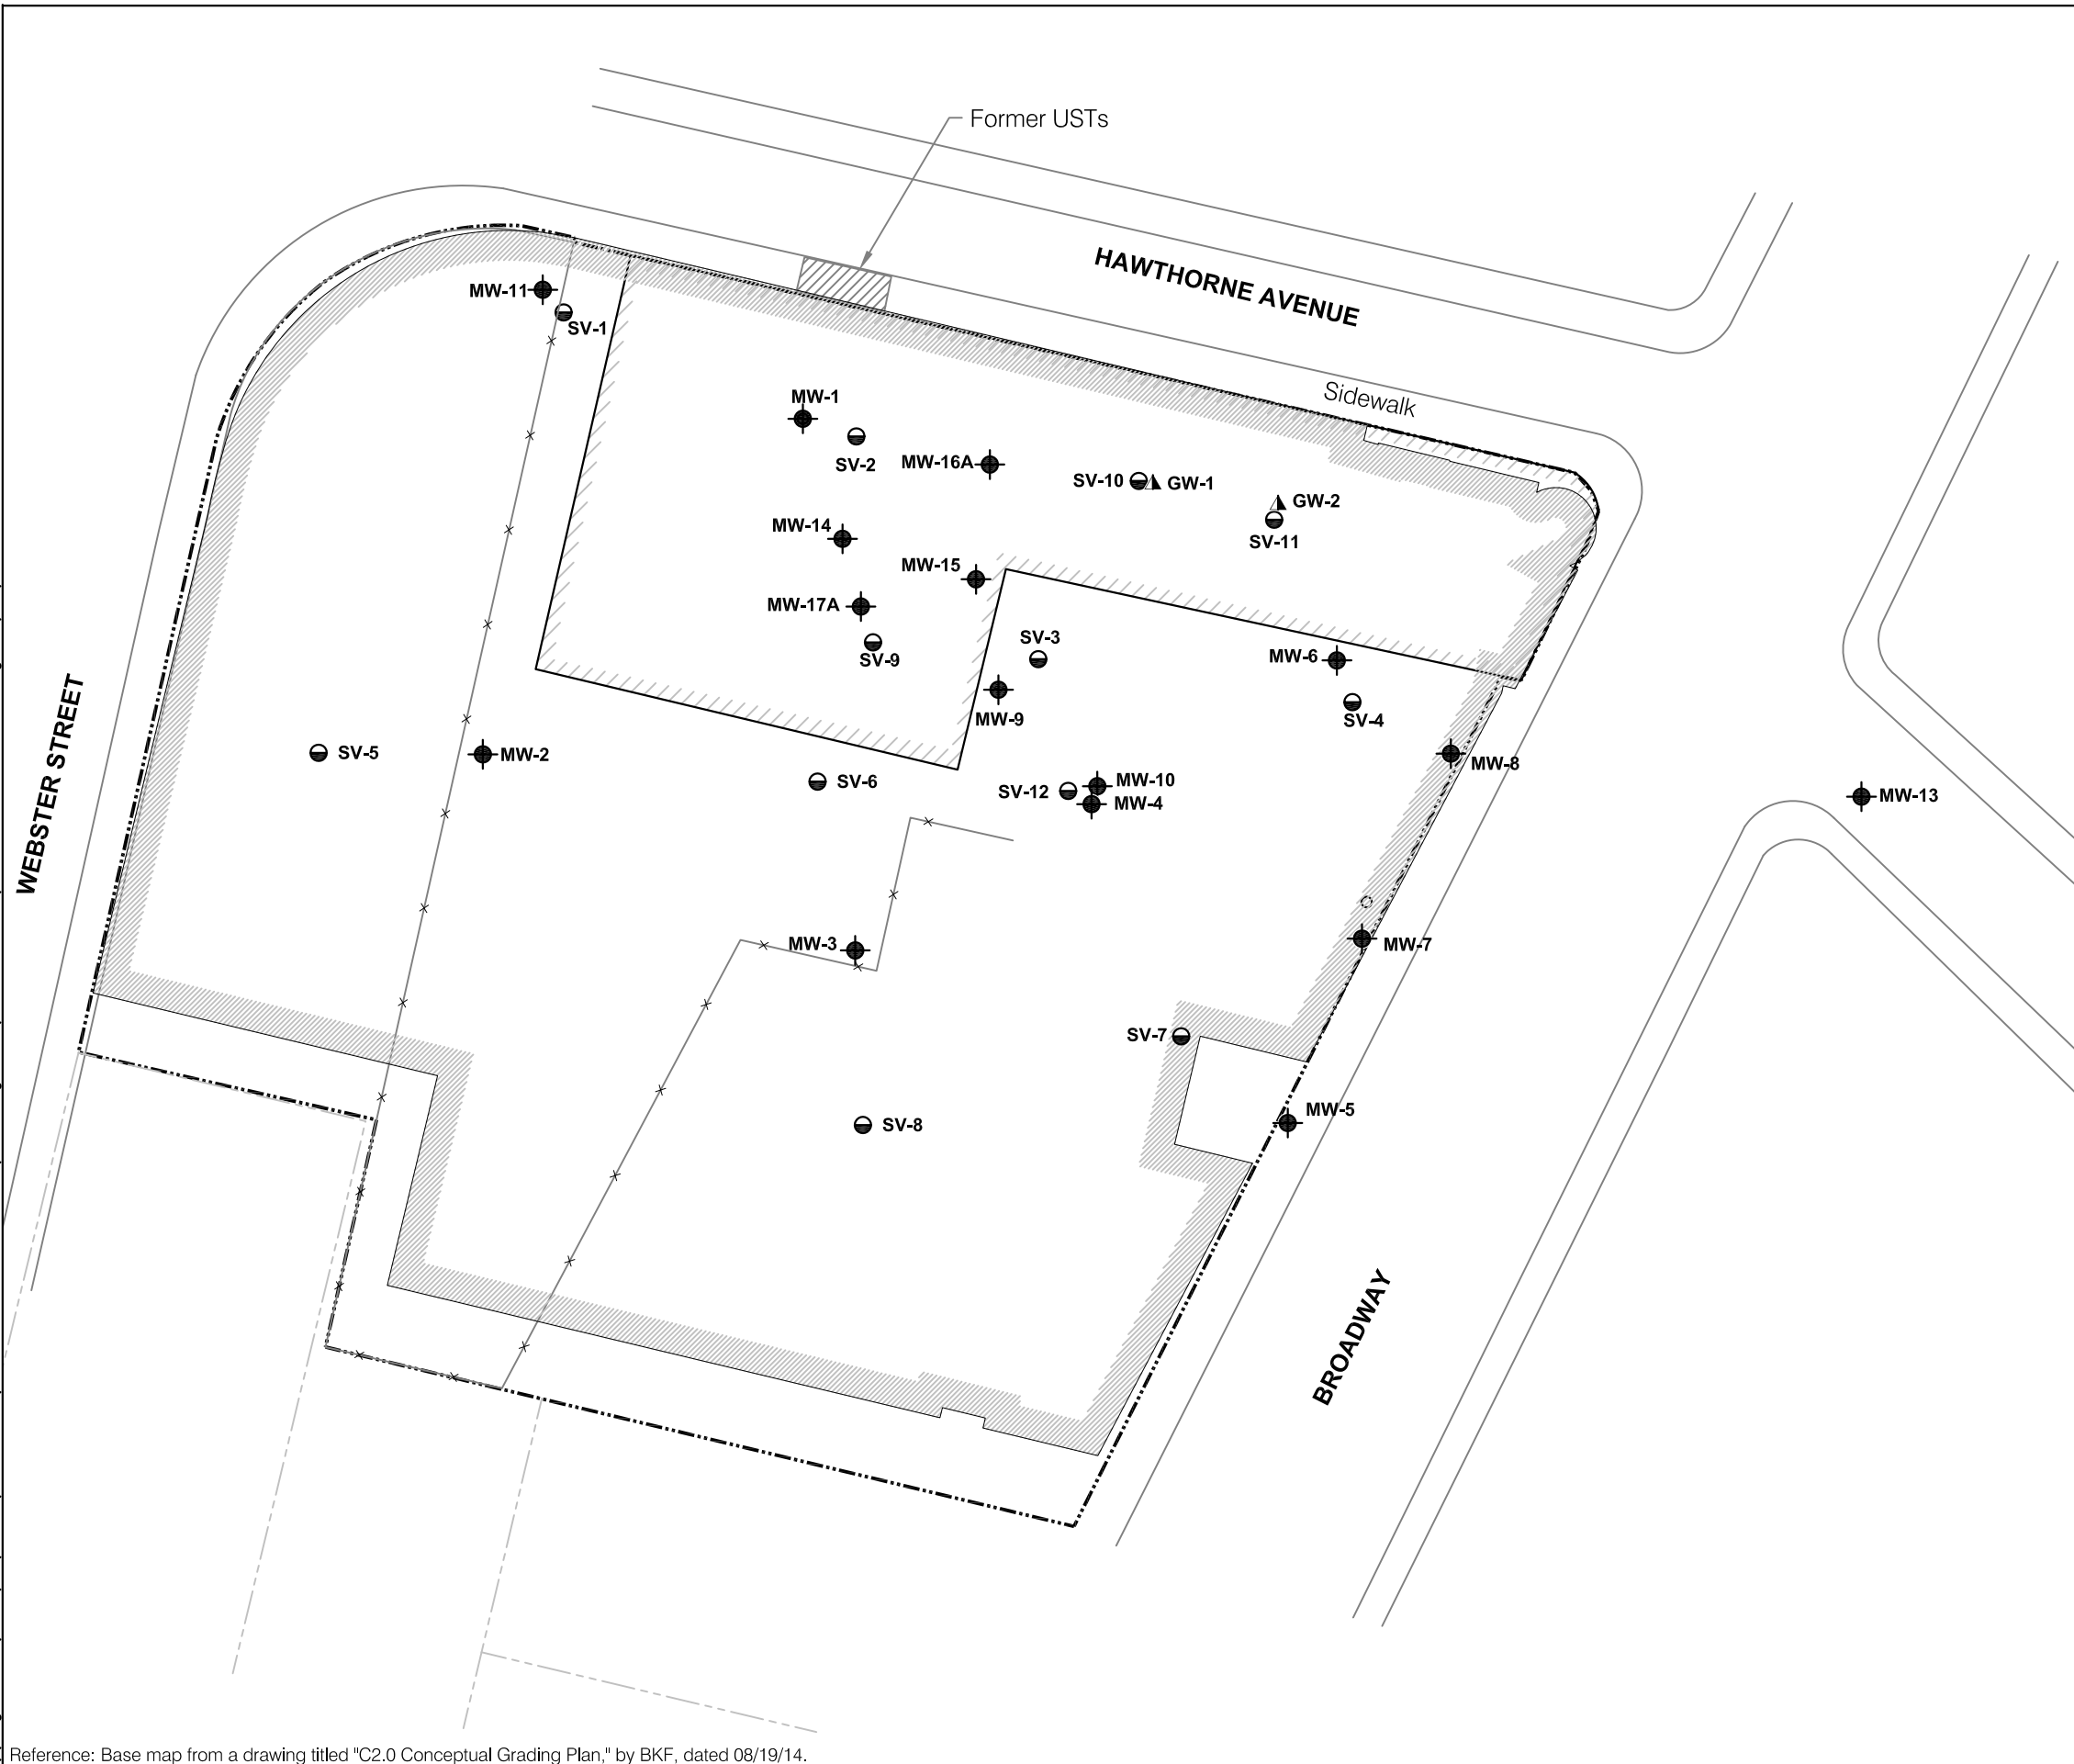 Former USTs
HAWTHORNE AVENUE
MW-11
SV-1
Sidewalk
MW-1
SV-2
MW-16A
SV-10
GW-1
GW-2
SV-11
MW-14
MW-15
MW-17A
SV-9
SV-3
MW-6
MW-9
SV-4
WEBSTER STREET
SV-5
MW-2
SV-6
SV-12
MW-10
MW-4
MW-8
MW-13
MW-3
MW-7
SV-7
MW-5
SV-8
BROADWAY
Reference: Base map from a drawing titled "C2.0 Conceptual Grading Plan," by BKF, dated 08/19/14.